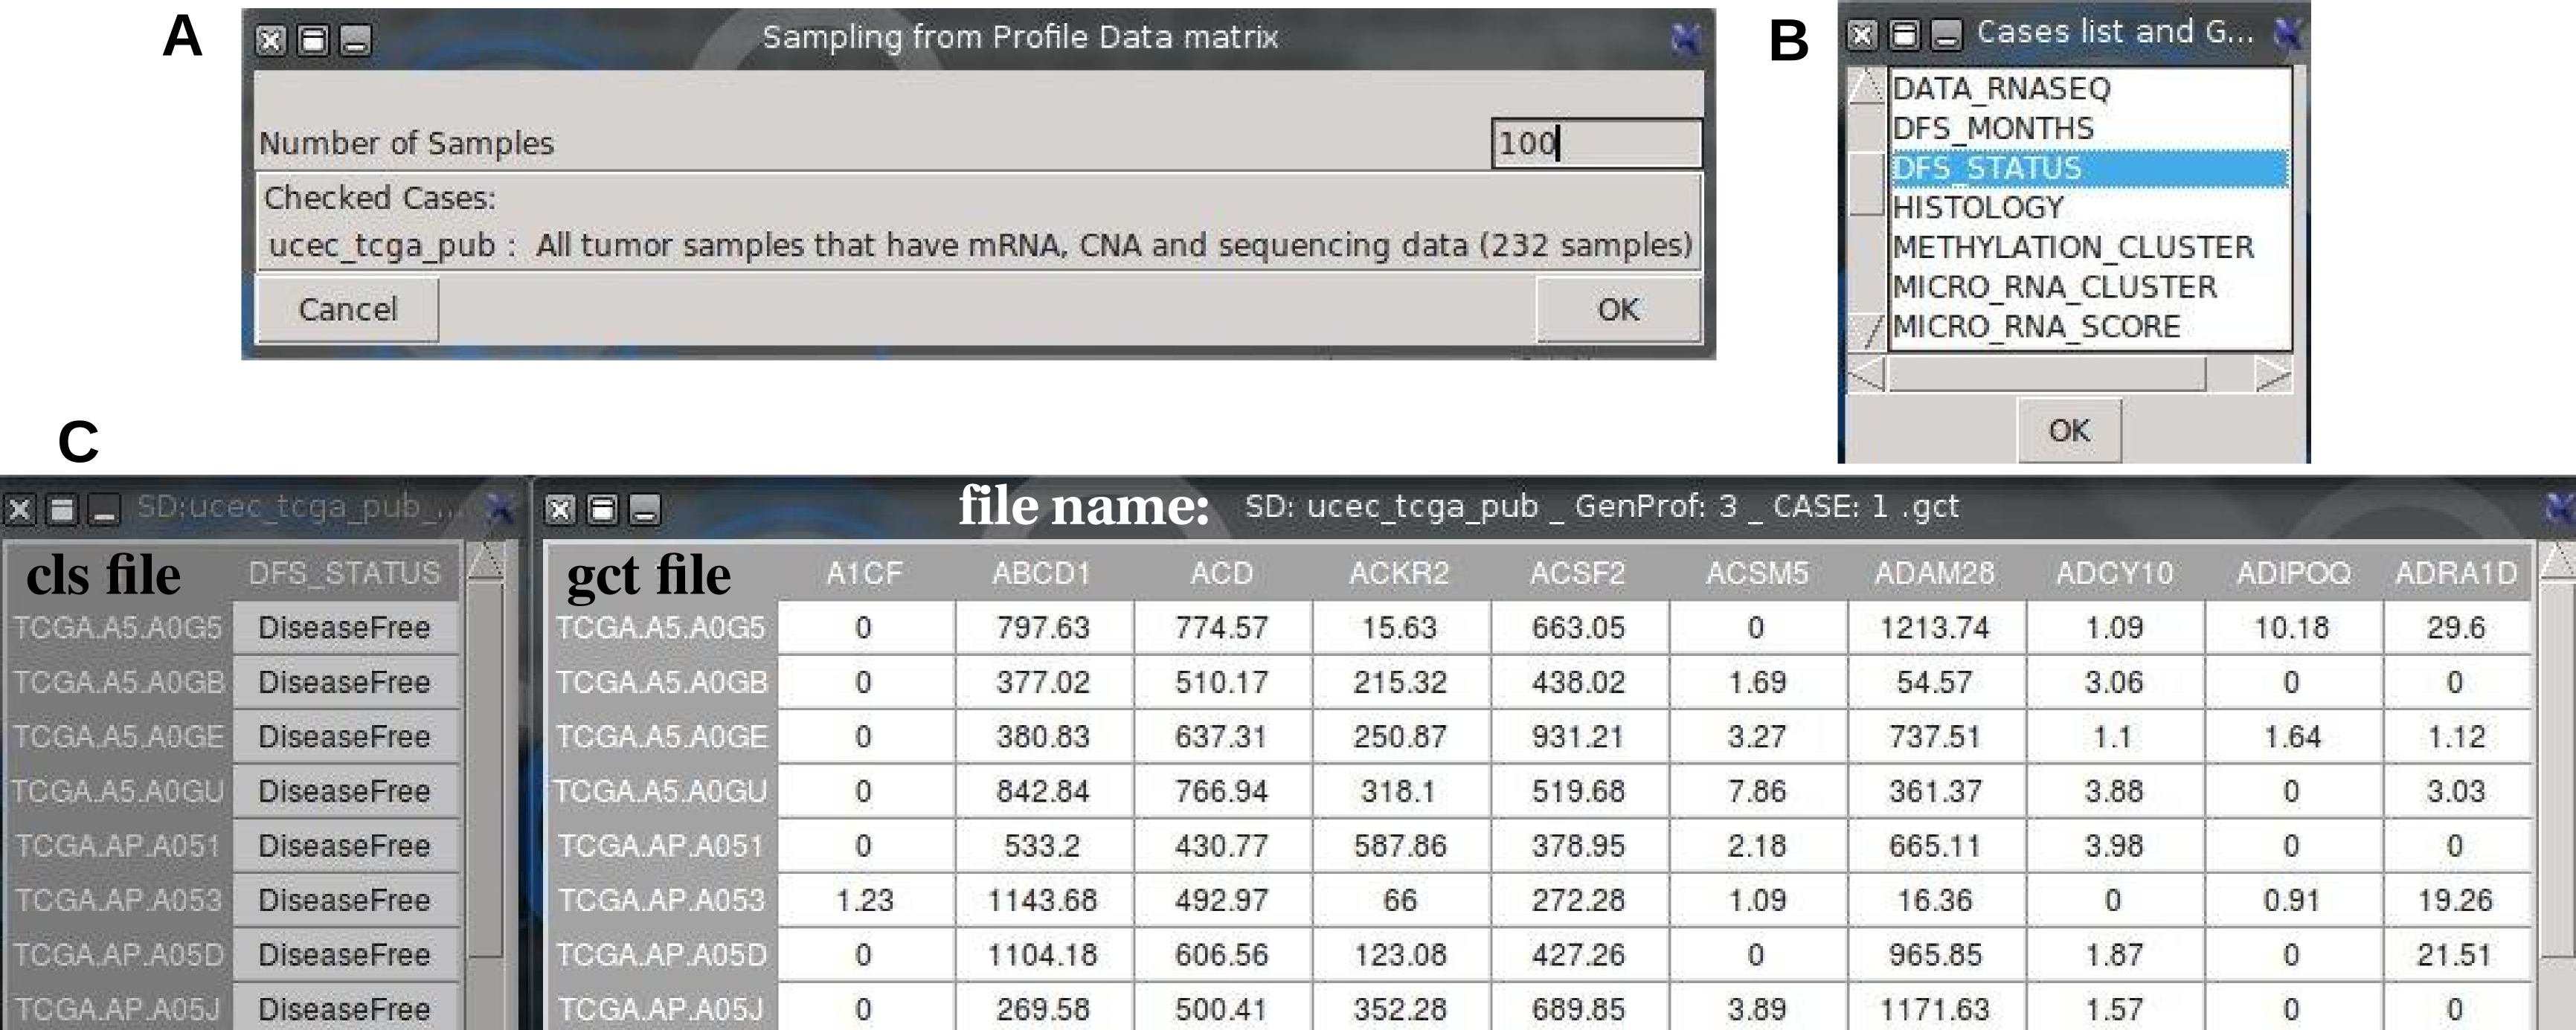 A
Sampling from Profile Data matrix
Number of Samples 100
Checked Cases:
ucec_tcga_pub : All tumor samples that have mRNA, CNA and sequencing data (232 samples)
Cancel OK
B
Cases list and G...
DATA_RNASEQ
DFS_MONTHS
DFS_STATUS
HISTOLOGY
METHYLATION_CLUSTER
MICRO_RNA_CLUSTER
MICRO_RNA_SCORE
OK
C
SD:ucec_tcga_pub_...
cls file DFS_STATUS
TCGA.A5.A0G5 DiseaseFree
TCGA.A5.A0GB DiseaseFree
TCGA.A5.A0GE DiseaseFree
TCGA.A5.A0GU DiseaseFree
TCGA.AP.A051 DiseaseFree
TCGA.AP.A053 DiseaseFree
TCGA.AP.A05D DiseaseFree
TCGA.AP.A05J DiseaseFree
file name: SD: ucec_tcga_pub _ GenProf: 3 _ CASE: 1 .gct
gct file A1CF ABCD1 ACD ACKR2 ACSF2 ACSM5 ADAM28 ADCY10 ADIPOQ ADRA1D
TCGA.A5.A0G5 0 797.63 774.57 15.63 663.05 0 1213.74 1.09 10.18 29.6
TCGA.A5.A0GB 0 377.02 510.17 215.32 438.02 1.69 54.57 3.06 0 0
TCGA.A5.A0GE 0 380.83 637.31 250.87 931.21 3.27 737.51 1.1 1.64 1.12
TCGA.A5.A0GU 0 842.84 766.94 318.1 519.68 7.86 361.37 3.88 0 3.03
TCGA.AP.A051 0 533.2 430.77 587.86 378.95 2.18 665.11 3.98 0 0
TCGA.AP.A053 1.23 1143.68 492.97 66 272.28 1.09 16.36 0 0.91 19.26
TCGA.AP.A05D 0 1104.18 606.56 123.08 427.26 0 965.85 1.87 0 21.51
TCGA.AP.A05J 0 269.58 500.41 352.28 689.85 3.89 1171.63 1.57 0 0